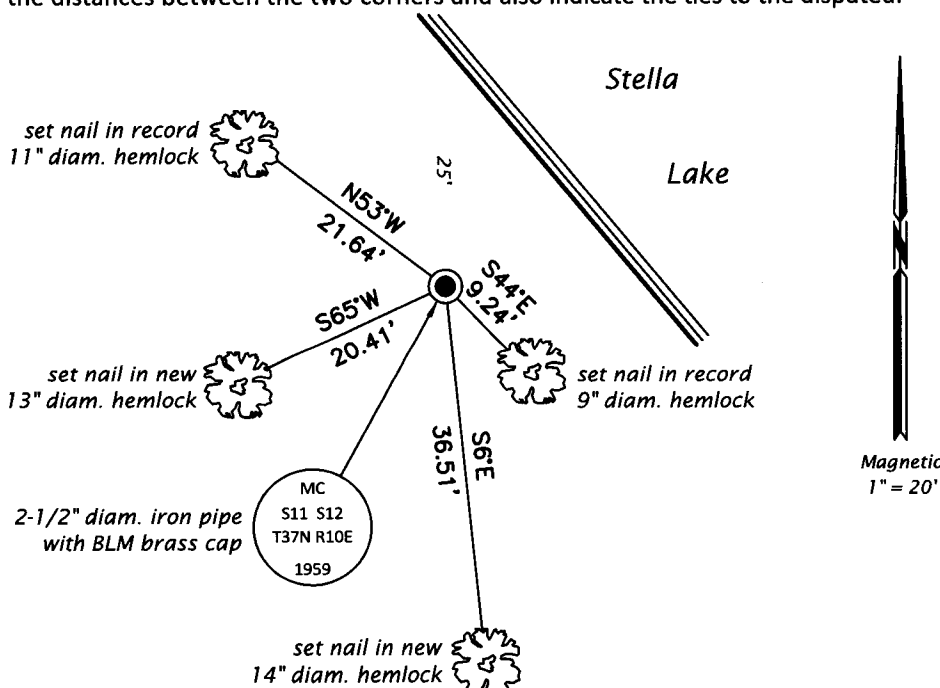 the distances between the two corners and also indicate the ties to the disputed.
Stella
Lake
set nail in record
11" diam. hemlock
25'
N53°W
21.64'
S44°E
9.24'
S65°W
20.41'
set nail in new
13" diam. hemlock
set nail in record
9" diam. hemlock
S6°E
36.51'
N
Magnetic
1" = 20'
2-1/2" diam. iron pipe
with BLM brass cap
MC
S11 S12
T37N R10E
1959
set nail in new
14" diam. hemlock